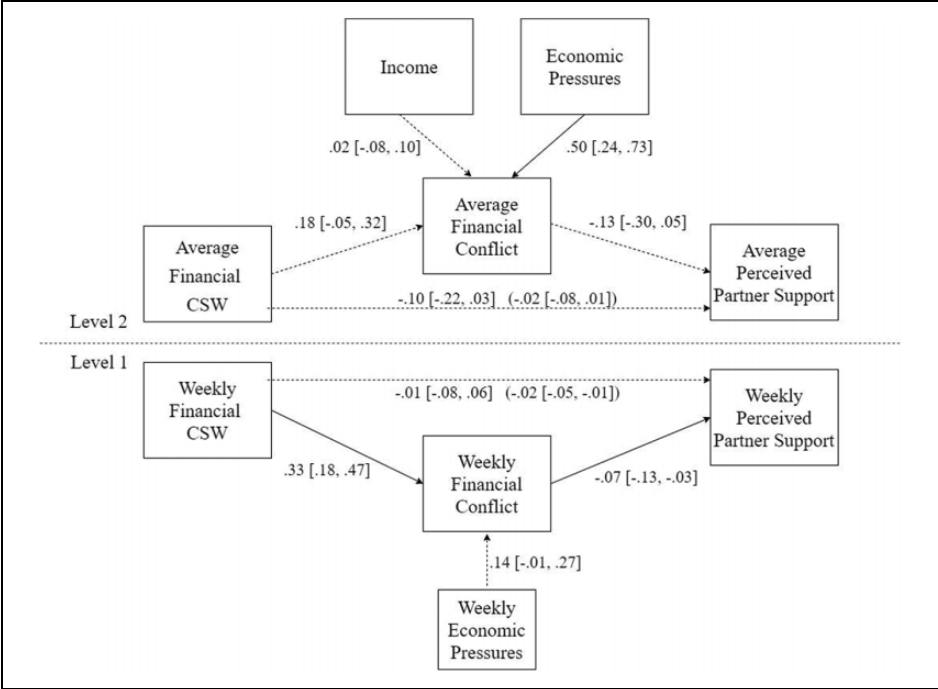 Income
Economic
Pressures
.02 [-.08, .10]
.50 [.24, .73]
Average
Financial
Conflict
.18 [-.05, .32]
-.13 [-.30, .05]
Average
Financial
CSW
Average
Perceived
Partner Support
-.10 [-.22, .03] (-.02 [-.08, .01])
Level 2
Level 1
Weekly
Financial
CSW
-.01 [-.08, .06] (-.02 [-.05, -.01])
Weekly
Perceived
Partner Support
.33 [.18, .47]
Weekly
Financial
Conflict
-.07 [-.13, -.03]
.14 [-.01, .27]
Weekly
Economic
Pressures